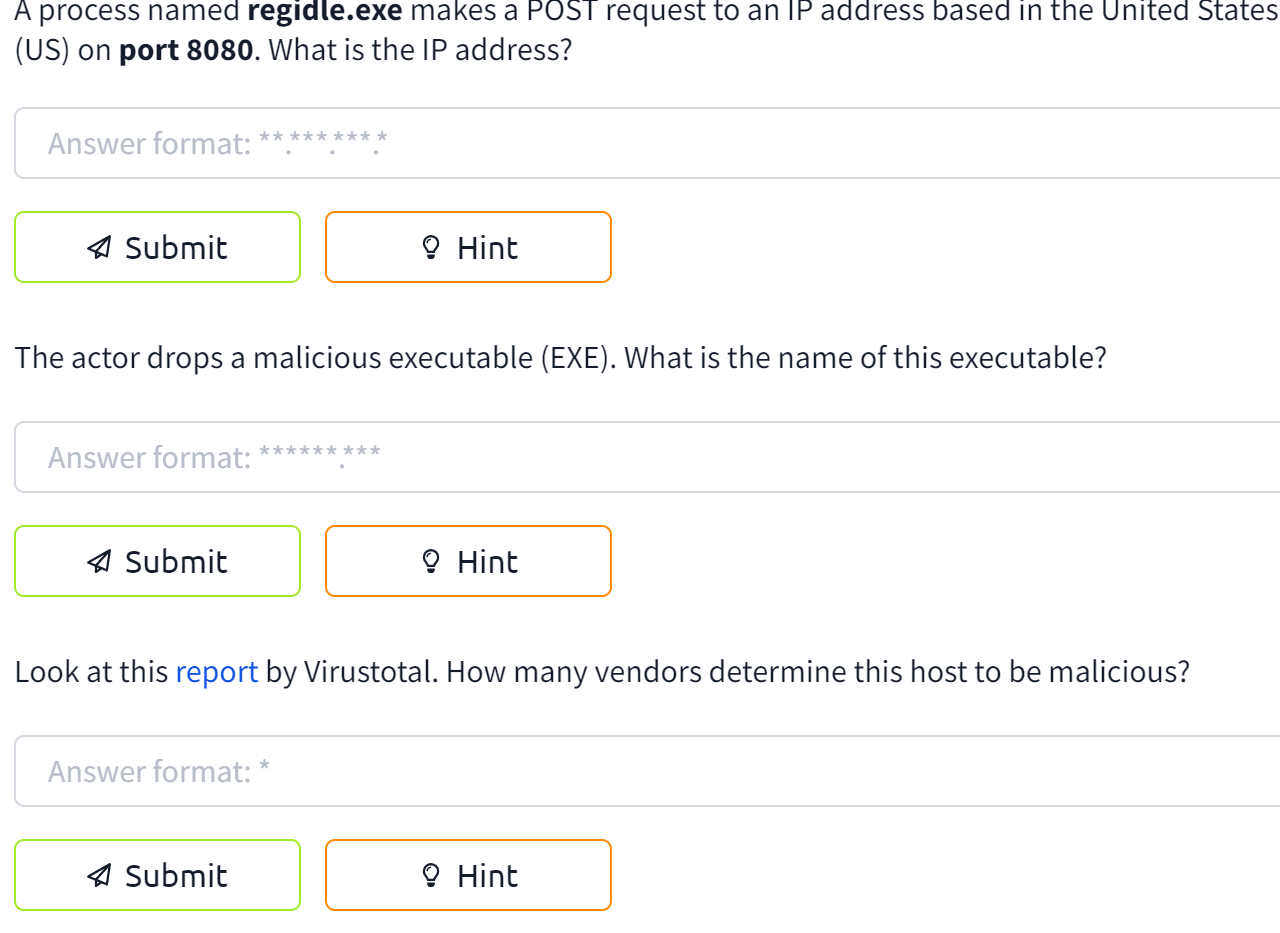 A process named regidle.exe makes a POST request to an IP address based in the United States
(US) on port 8080. What is the IP address?
Answer format: **.***.***.*
Submit
Hint
The actor drops a malicious executable (EXE). What is the name of this executable?
Answer format: ******.***
Submit
Hint
Look at this report by Virustotal. How many vendors determine this host to be malicious?
Answer format: *
Submit
Hint